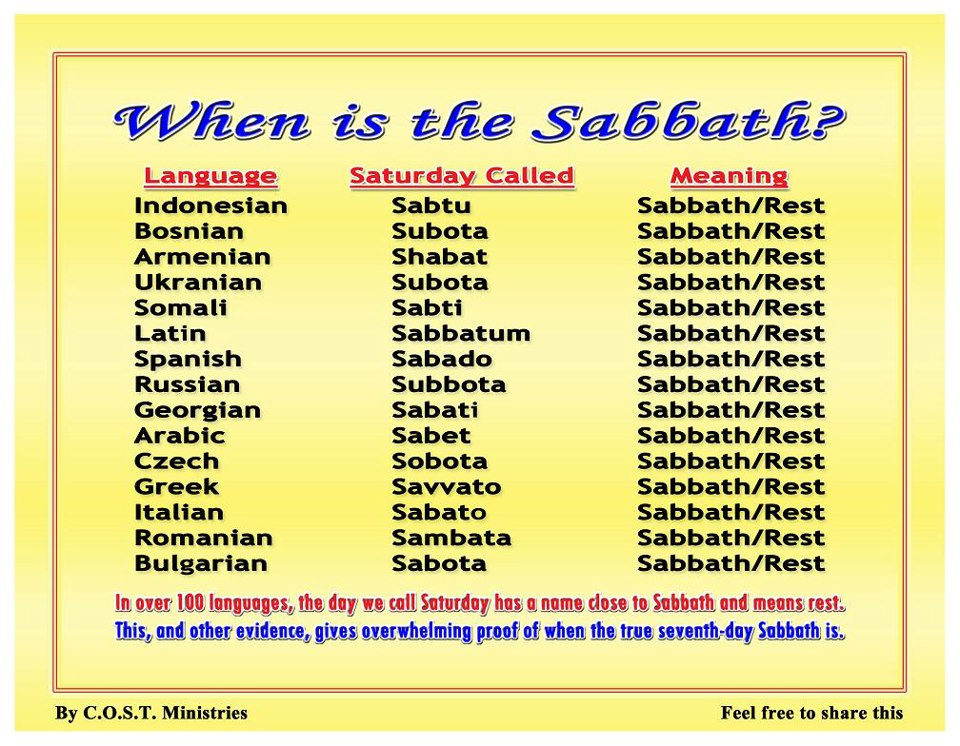 When is the Sabbath?
Language Saturday Called Meaning
Indonesian Sabtu Sabbath/Rest
Bosnian Subota Sabbath/Rest
Armenian Shabat Sabbath/Rest
Ukranian Subota Sabbath/Rest
Somali Sabti Sabbath/Rest
Latin Sabbatum Sabbath/Rest
Spanish Sabado Sabbath/Rest
Russian Subbota Sabbath/Rest
Georgian Sabati Sabbath/Rest
Arabic Sabet Sabbath/Rest
Czech Sobota Sabbath/Rest
Greek Savvato Sabbath/Rest
Italian Sabato Sabbath/Rest
Romanian Sambata Sabbath/Rest
Bulgarian Sabota Sabbath/Rest
In over 100 languages, the day we call Saturday has a name close to Sabbath and means rest.
This, and other evidence, gives overwhelming proof of when the true seventh-day Sabbath is.
By C.O.S.T. Ministries Feel free to share this